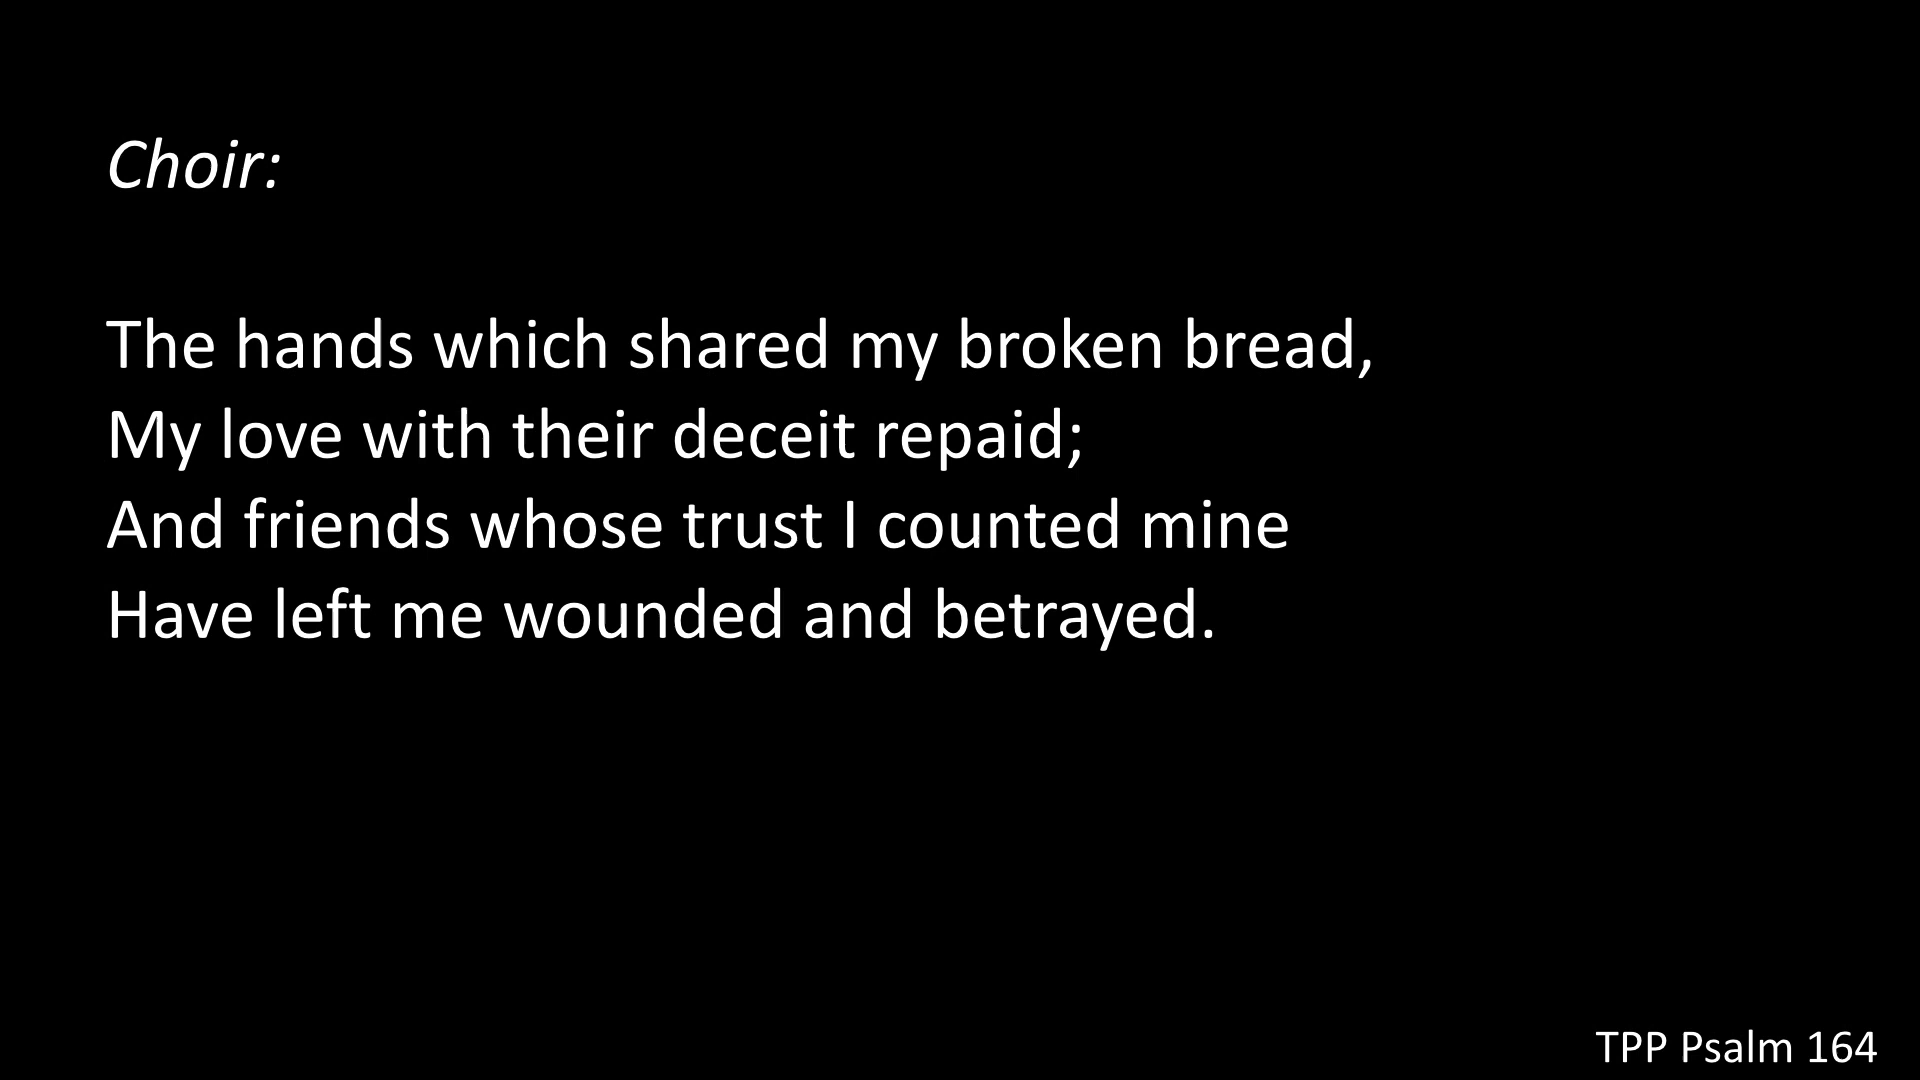 Choir:
The hands which shared my broken bread,
My love with their deceit repaid;
And friends whose trust I counted mine
Have left me wounded and betrayed.
TPP Psalm 164